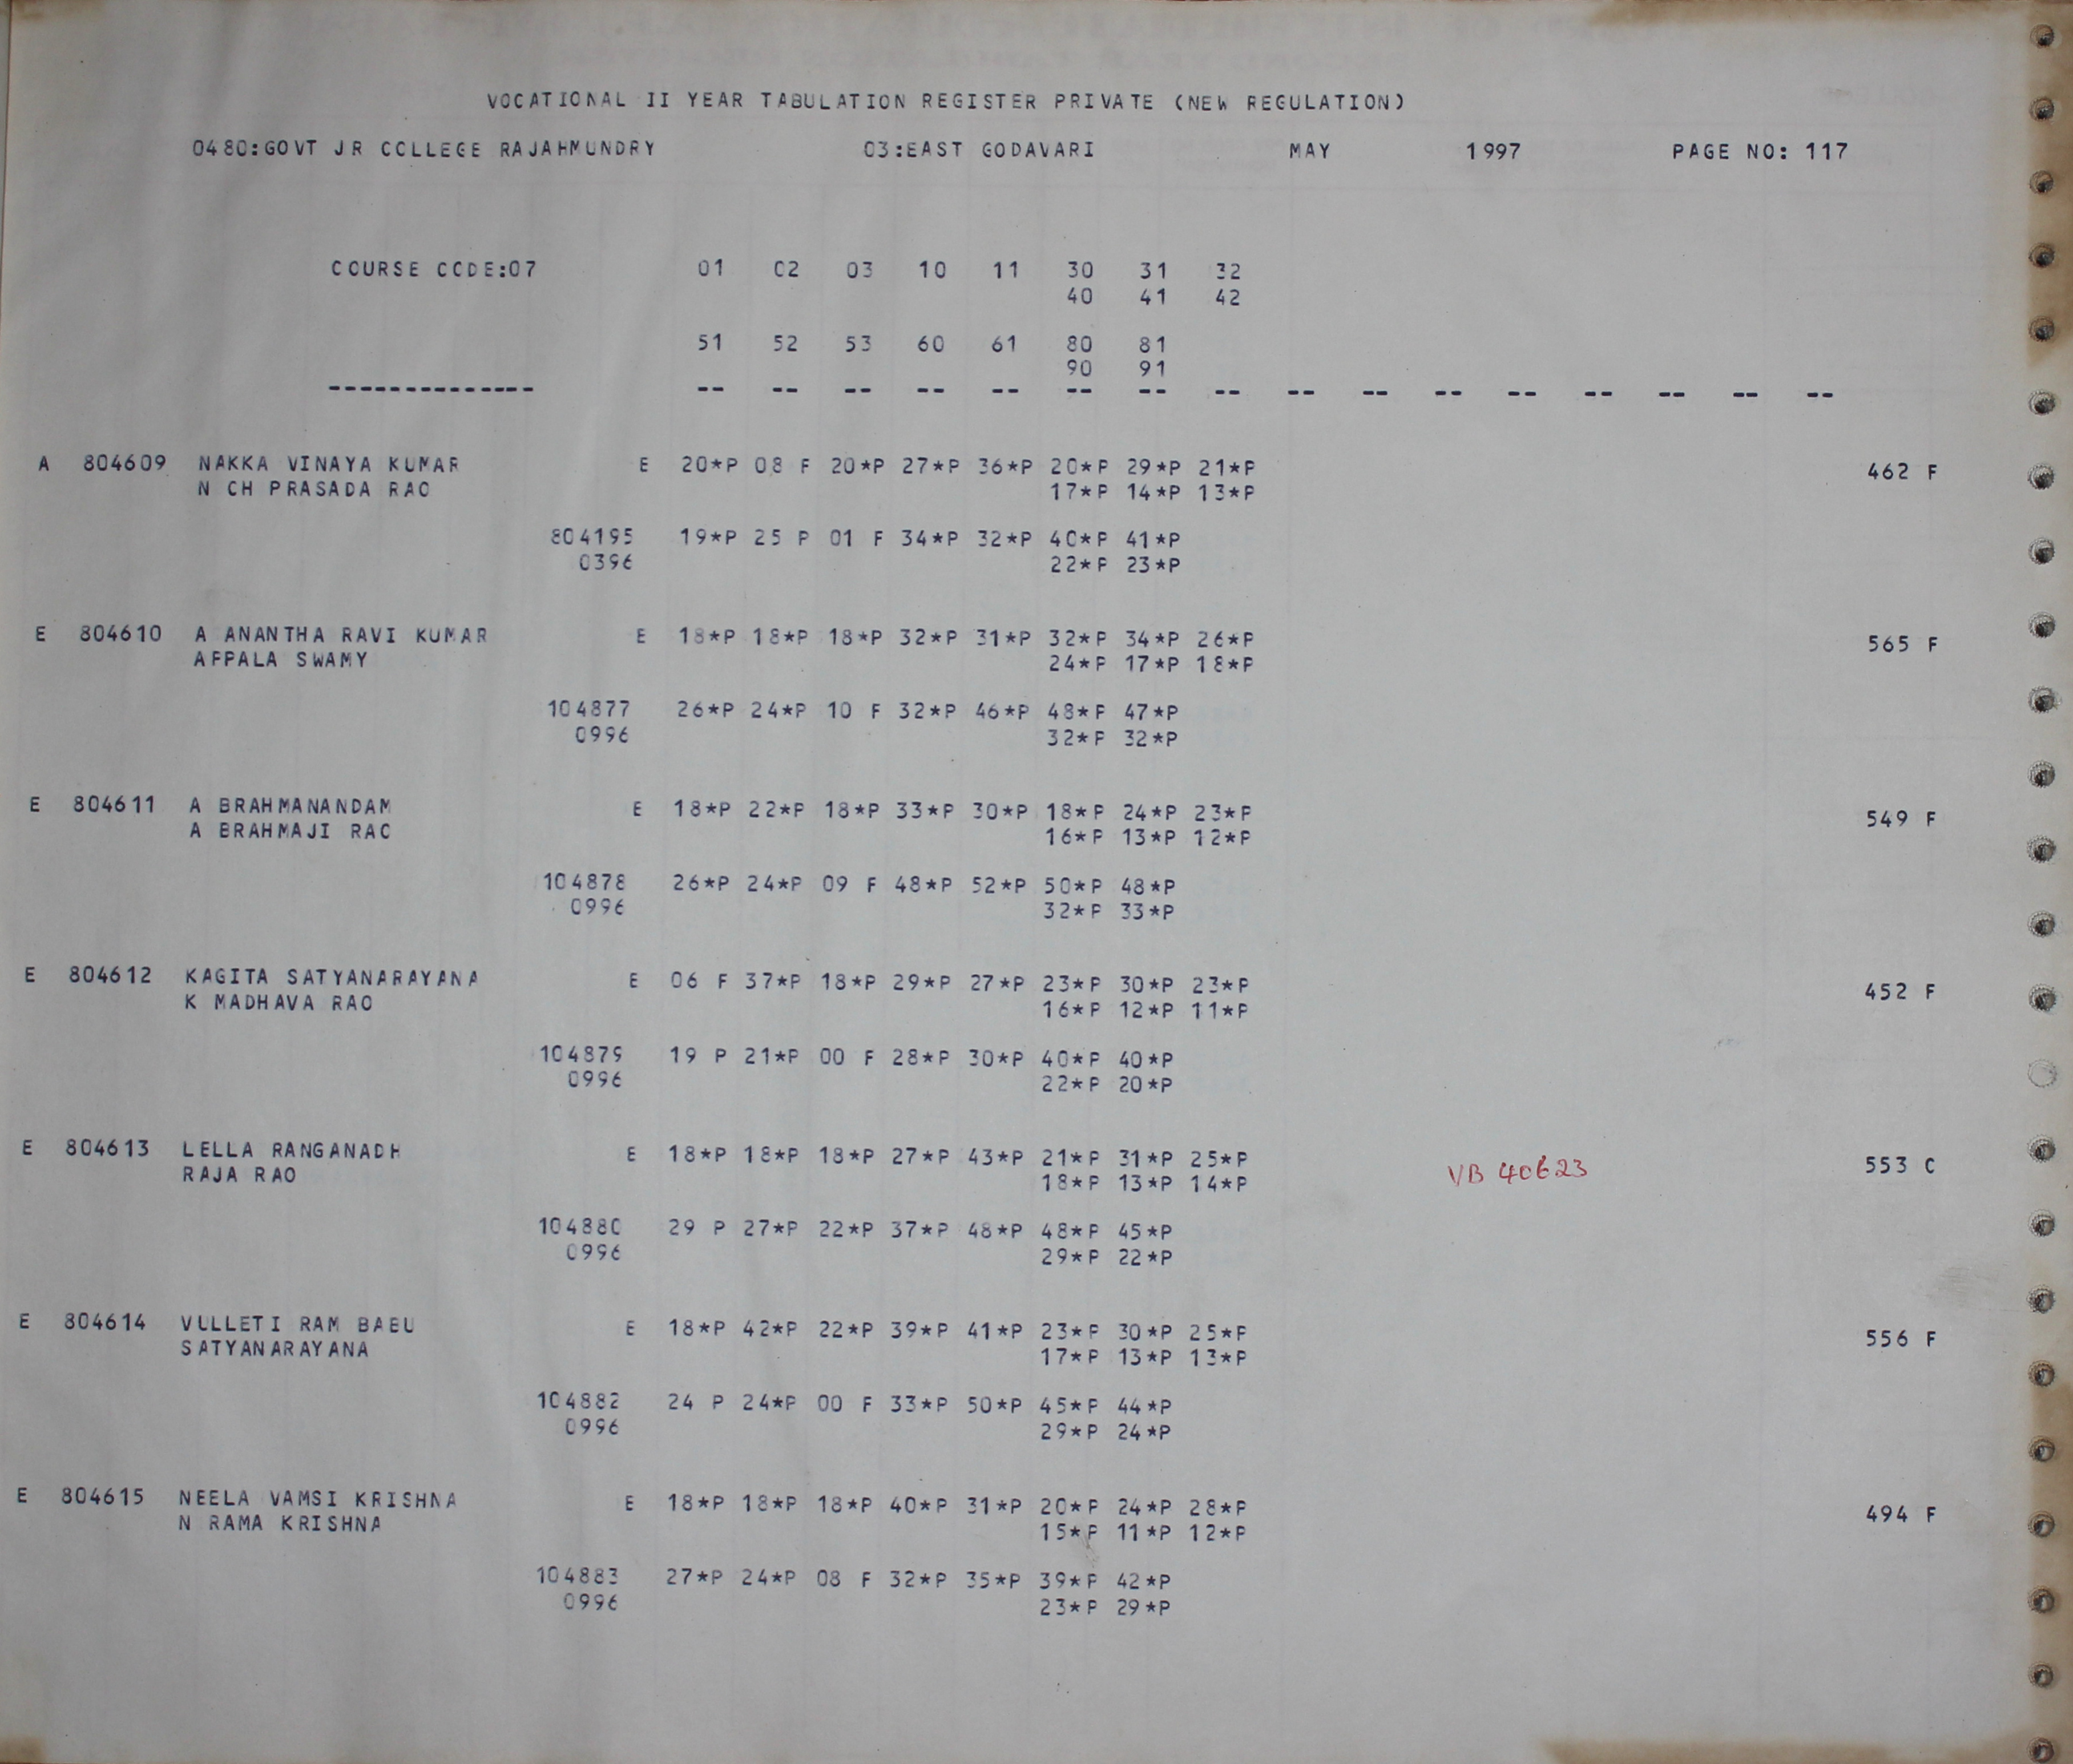 VOCATIONAL II YEAR TABULATION REGISTER PRIVATE (NEW REGULATION)
0480:GOVT JR COLLEGE RAJAHMUNDRY 03:EAST GODAVARI MAY 1997 PAGE NO: 117
COURSE CODE:07 01 02 03 10 11 30 31 32
40 41 42
51 52 53 60 61 80 81
90 91
-------------- -- -- -- -- -- -- -- -- -- -- -- -- -- -- -- --
A 804609 NAKKA VINAYA KUMAR E 20*P 08 F 20*P 27*P 36*P 20*P 29*P 21*P 462 F
N CH PRASADA RAO 17*P 14*P 13*P
804195 19*P 25 P 01 F 34*P 32*P 40*P 41*P
0396 22*P 23*P
E 804610 A ANANTHA RAVI KUMAR E 18*P 18*P 18*P 32*P 31*P 32*P 34*P 26*P 565 F
APPALA SWAMY 24*P 17*P 18*P
104877 26*P 24*P 10 F 32*P 46*P 48*P 47*P
0996 32*P 32*P
E 804611 A BRAHMANANDAM E 18*P 22*P 18*P 33*P 30*P 18*P 24*P 23*P 549 F
A BRAHMAJI RAO 16*P 13*P 12*P
104878 26*P 24*P 09 F 48*P 52*P 50*P 48*P
0996 32*P 33*P
E 804612 KAGITA SATYANARAYANA E 06 F 37*P 18*P 29*P 27*P 23*P 30*P 23*P 452 F
K MADHAVA RAO 16*P 12*P 11*P
104879 19 P 21*P 00 F 28*P 30*P 40*P 40*P
0996 22*P 20*P
E 804613 LELLA RANGANADH E 18*P 18*P 18*P 27*P 43*P 21*P 31*P 25*P VB 40623 553 C
RAJA RAO 18*P 13*P 14*P
104880 29 P 27*P 22*P 37*P 48*P 48*P 45*P
0996 29*P 22*P
E 804614 VULLETI RAM BABU E 18*P 42*P 22*P 39*P 41*P 23*P 30*P 25*P 556 F
SATYANARAYANA 17*P 13*P 13*P
104882 24 P 24*P 00 F 33*P 50*P 45*P 44*P
0996 29*P 24*P
E 804615 NEELA VAMSI KRISHNA E 18*P 18*P 18*P 40*P 31*P 20*P 24*P 28*P 494 F
N RAMA KRISHNA 15*P 11*P 12*P
104883 27*P 24*P 08 F 32*P 35*P 39*P 42*P
0996 23*P 29*P